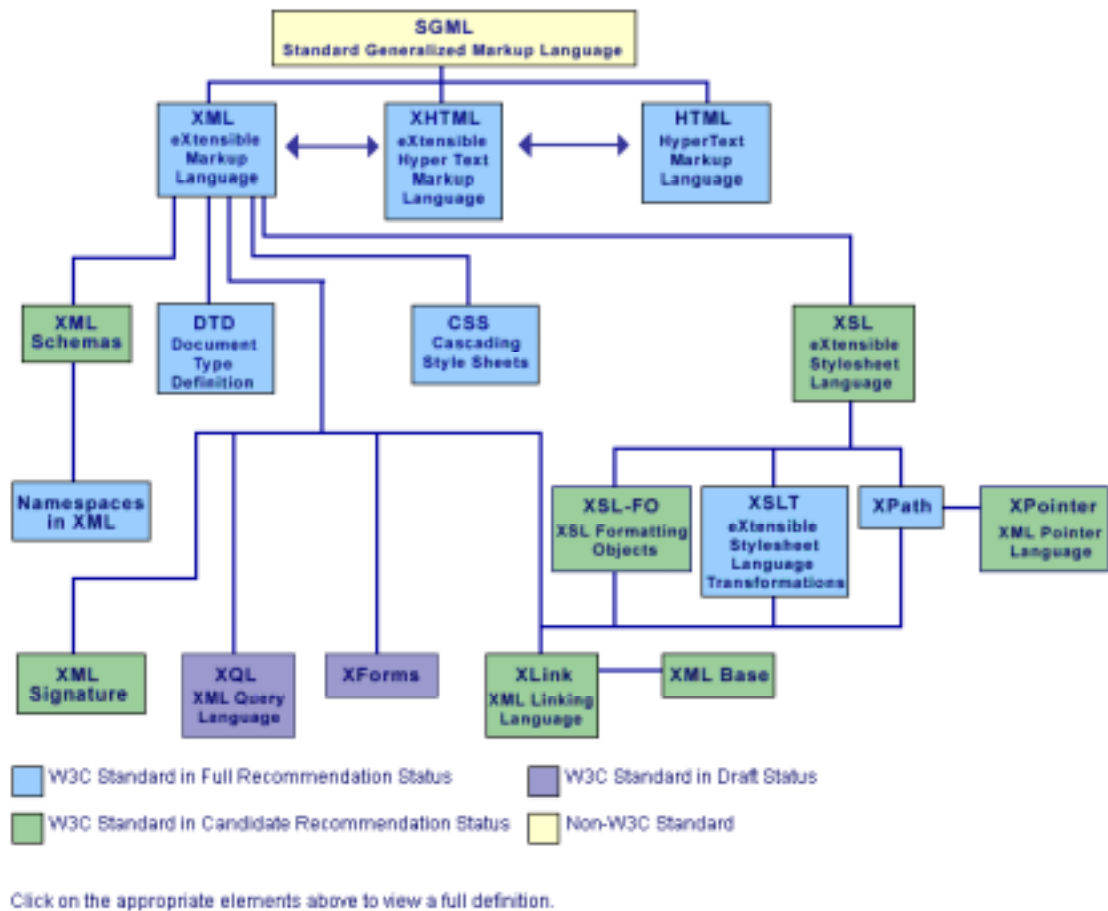 SGML
Standard Generalized Markup Language
XML
eXtensible
Markup
Language
XHTML
eXtensible
Hyper Text
Markup
Language
HTML
HyperText
Markup
Language
XML
Schemas
DTD
Document
Type
Definition
CSS
Cascading
Style Sheets
XSL
eXtensible
Stylesheet
Language
Namespaces
in XML
XSL-FO
XSL Formatting
Objects
XSLT
eXtensible
Stylesheet
Language
Transformations
XPath
XPointer
XML Pointer
Language
XML
Signature
XQL
XML Query
Language
XForms
XLink
XML Linking
Language
XML Base
W3C Standard in Full Recommendation Status
W3C Standard in Draft Status
W3C Standard in Candidate Recommendation Status
Non-W3C Standard
Click on the appropriate elements above to view a full definition.